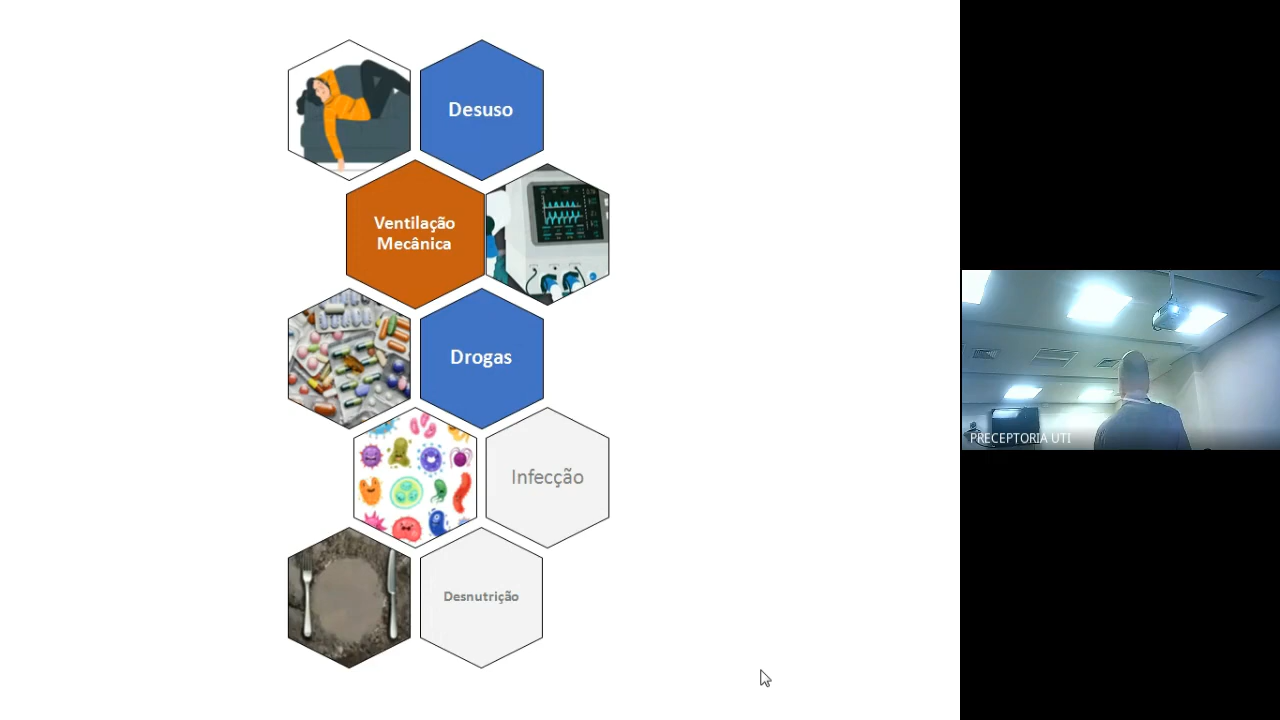 Desuso
Ventilação
Mecânica
Drogas
Infecção
Desnutrição
PRECEPTORIA UTI